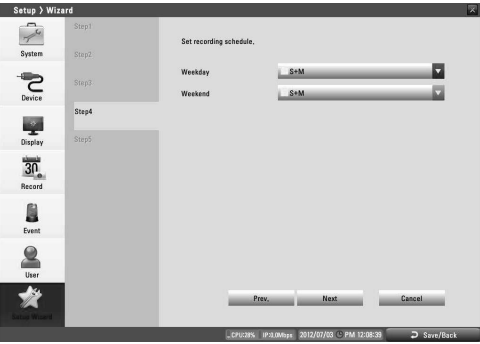 Setup > Wizard
System
Device
Display
30
Record
Event
User
Setup Wizard
Step1
Step2
Step3
Step4
Step5
Set recording schedule.
Weekday S+M
Weekend S+M
Prev. Next Cancel
CPU:28% IP:0.0Mbps 2012/07/03 PM 12:08:39 Save/Back